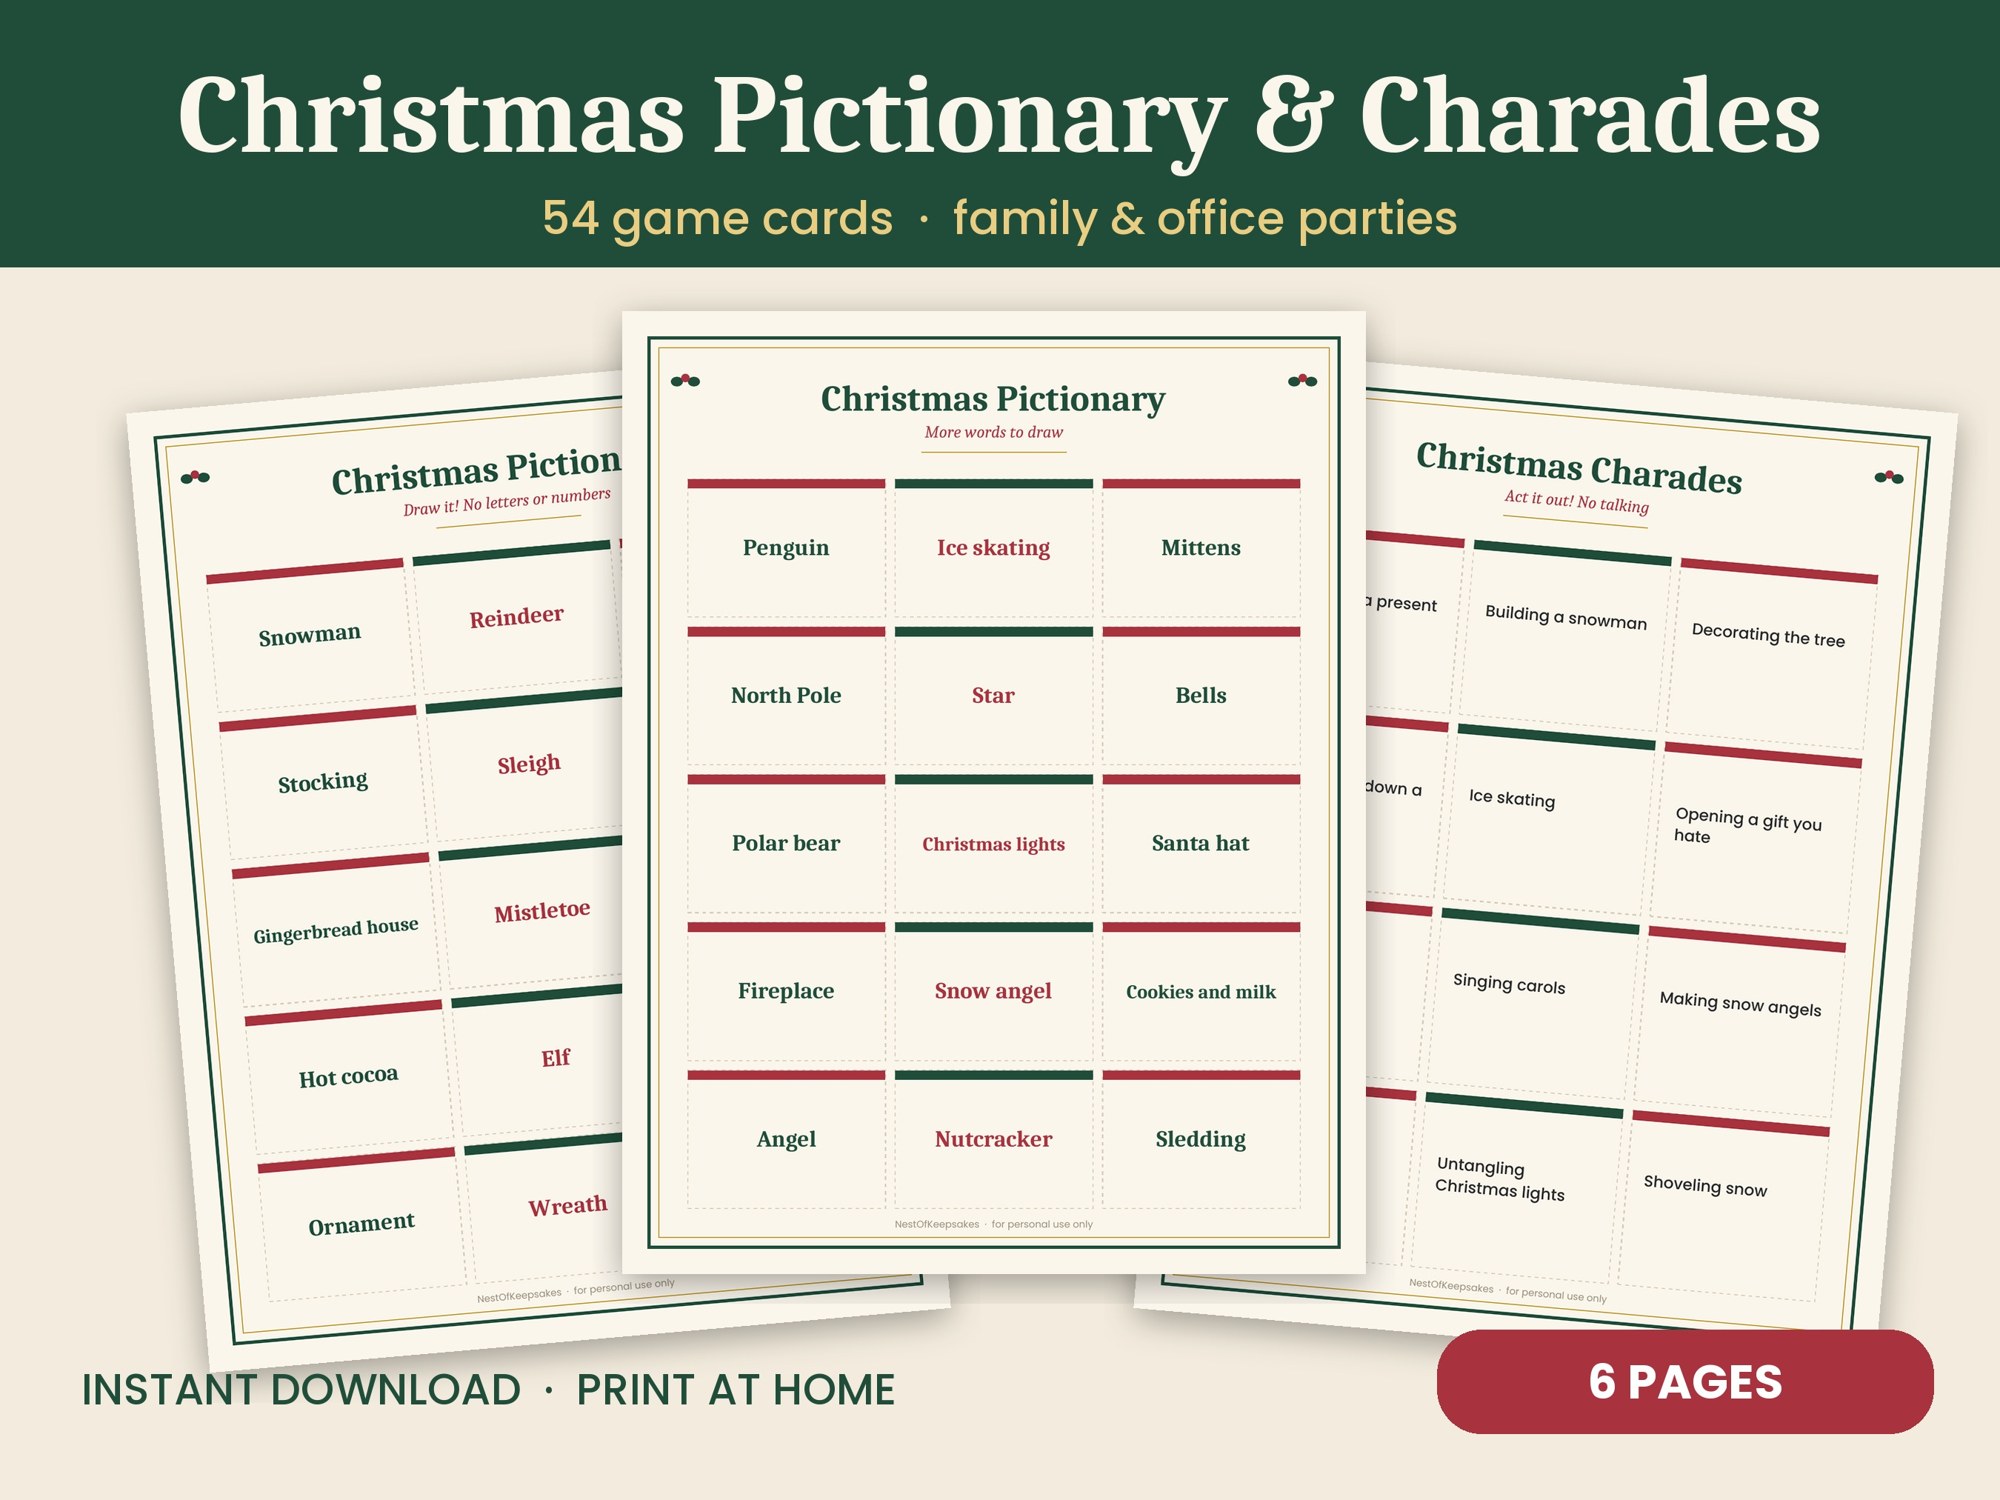 Christmas Pictionary & Charades
54 game cards · family & office parties
Christmas Piction
Draw it! No letters or numbers
Snowman
Reindeer
Stocking
Sleigh
Gingerbread house
Mistletoe
Hot cocoa
Elf
Ornament
Wreath
NestOfKeepsakes · for personal use only
Christmas Pictionary
More words to draw
Penguin
Ice skating
Mittens
North Pole
Star
Bells
Polar bear
Christmas lights
Santa hat
Fireplace
Snow angel
Cookies and milk
Angel
Nutcracker
Sledding
NestOfKeepsakes · for personal use only
Christmas Charades
Act it out! No talking
a present
Building a snowman
Decorating the tree
down a
Ice skating
Opening a gift you
hate
Singing carols
Making snow angels
Untangling
Christmas lights
Shoveling snow
NestOfKeepsakes · for personal use only
INSTANT DOWNLOAD · PRINT AT HOME
6 PAGES